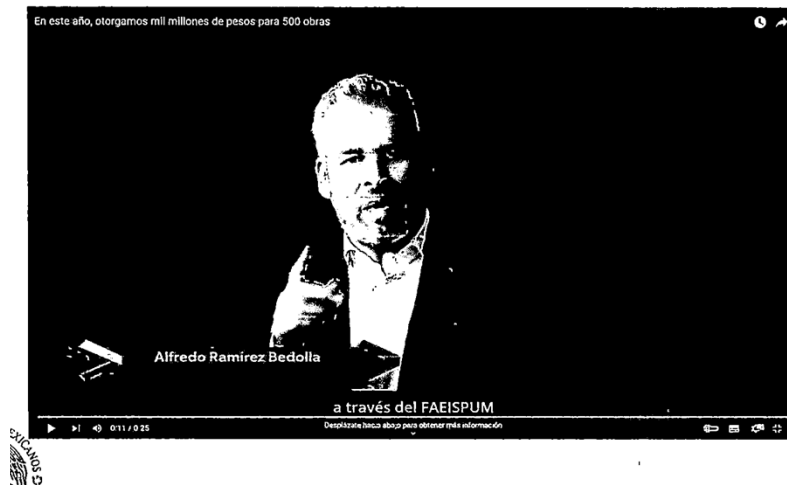 En este año, otorgamos mil millones de pesos para 500 obras
Alfredo Ramírez Bedolla
a través del FAEISPUM
0:11 / 0:25
Desplázate hacia abajo para obtener más información
EXICANOS